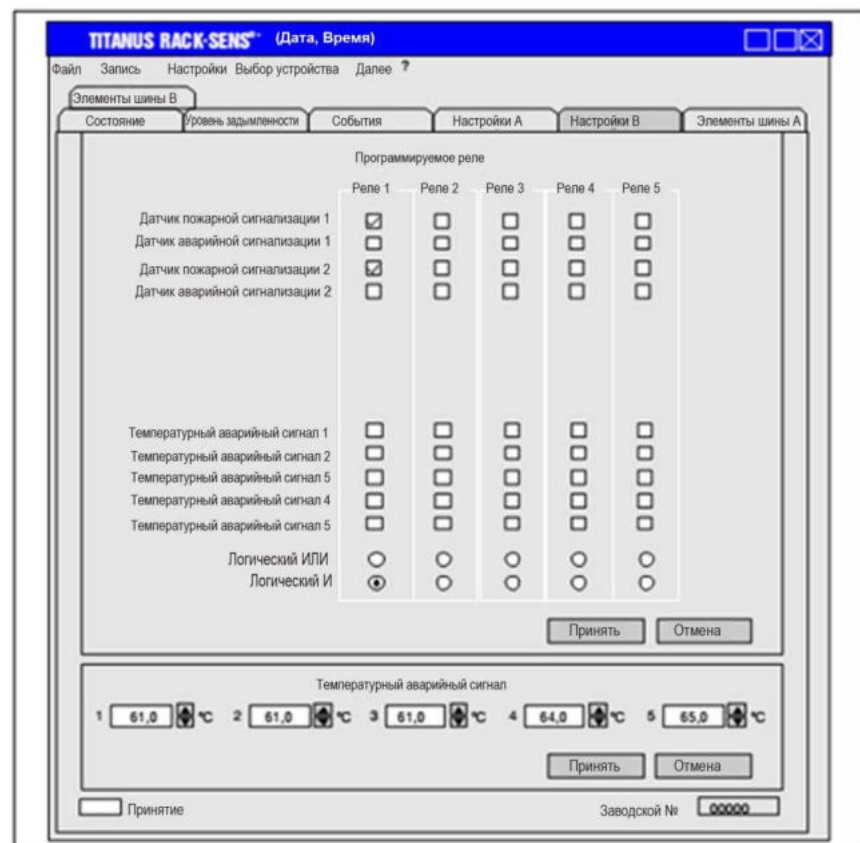 TITANUS RACK·SENS®™ (Дата, Время)
Файл Запись Настройки Выбор устройства Далее ?
Элементы шины В
Состояние Уровень задымленности События Настройки А Настройки В Элементы шины А
Программируемое реле
Реле 1 Реле 2 Реле 3 Реле 4 Реле 5
Датчик пожарной сигнализации 1
Датчик аварийной сигнализации 1
Датчик пожарной сигнализации 2
Датчик аварийной сигнализации 2
Температурный аварийный сигнал 1
Температурный аварийный сигнал 2
Температурный аварийный сигнал 5
Температурный аварийный сигнал 4
Температурный аварийный сигнал 5
Логический ИЛИ
Логический И
Принять Отмена
Температурный аварийный сигнал
1 61,0 °C 2 61,0 °C 3 61,0 °C 4 64,0 °C 5 65,0 °C
Принять Отмена
Принятие Заводской № 00000